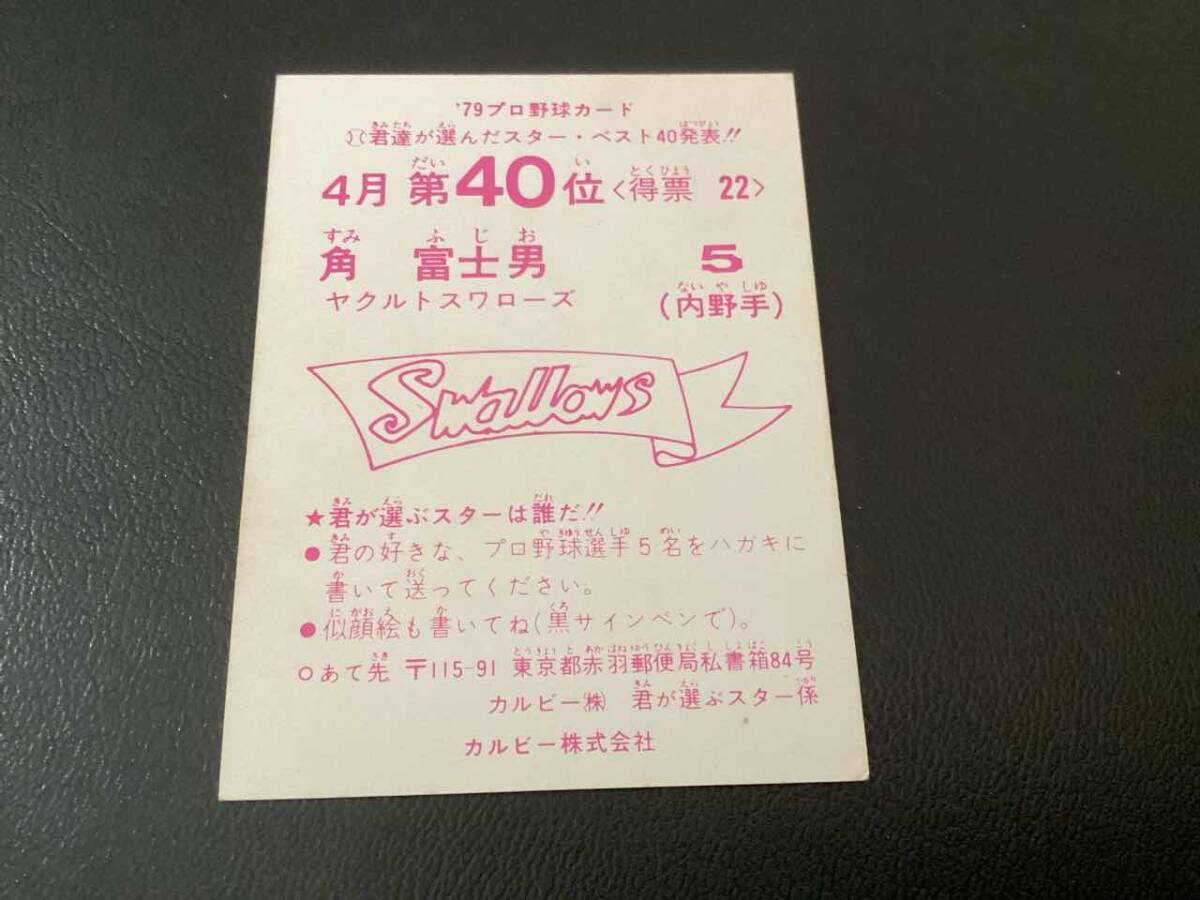 '79プロ野球カード
君達が選んだスター・ベスト40発表!!
4月 第40位<得票 22>
角 富士男 5
ヤクルトスワローズ (内野手)
Swallows
★君が選ぶスターは誰だ!!
●君の好きな、プロ野球選手5名をハガキに
書いて送ってください。
●似顔絵も書いてね(黒サインペンで)。
○あて先 〒115-91 東京都赤羽郵便局私書箱84号
カルビー㈱ 君が選ぶスター係
カルビー株式会社